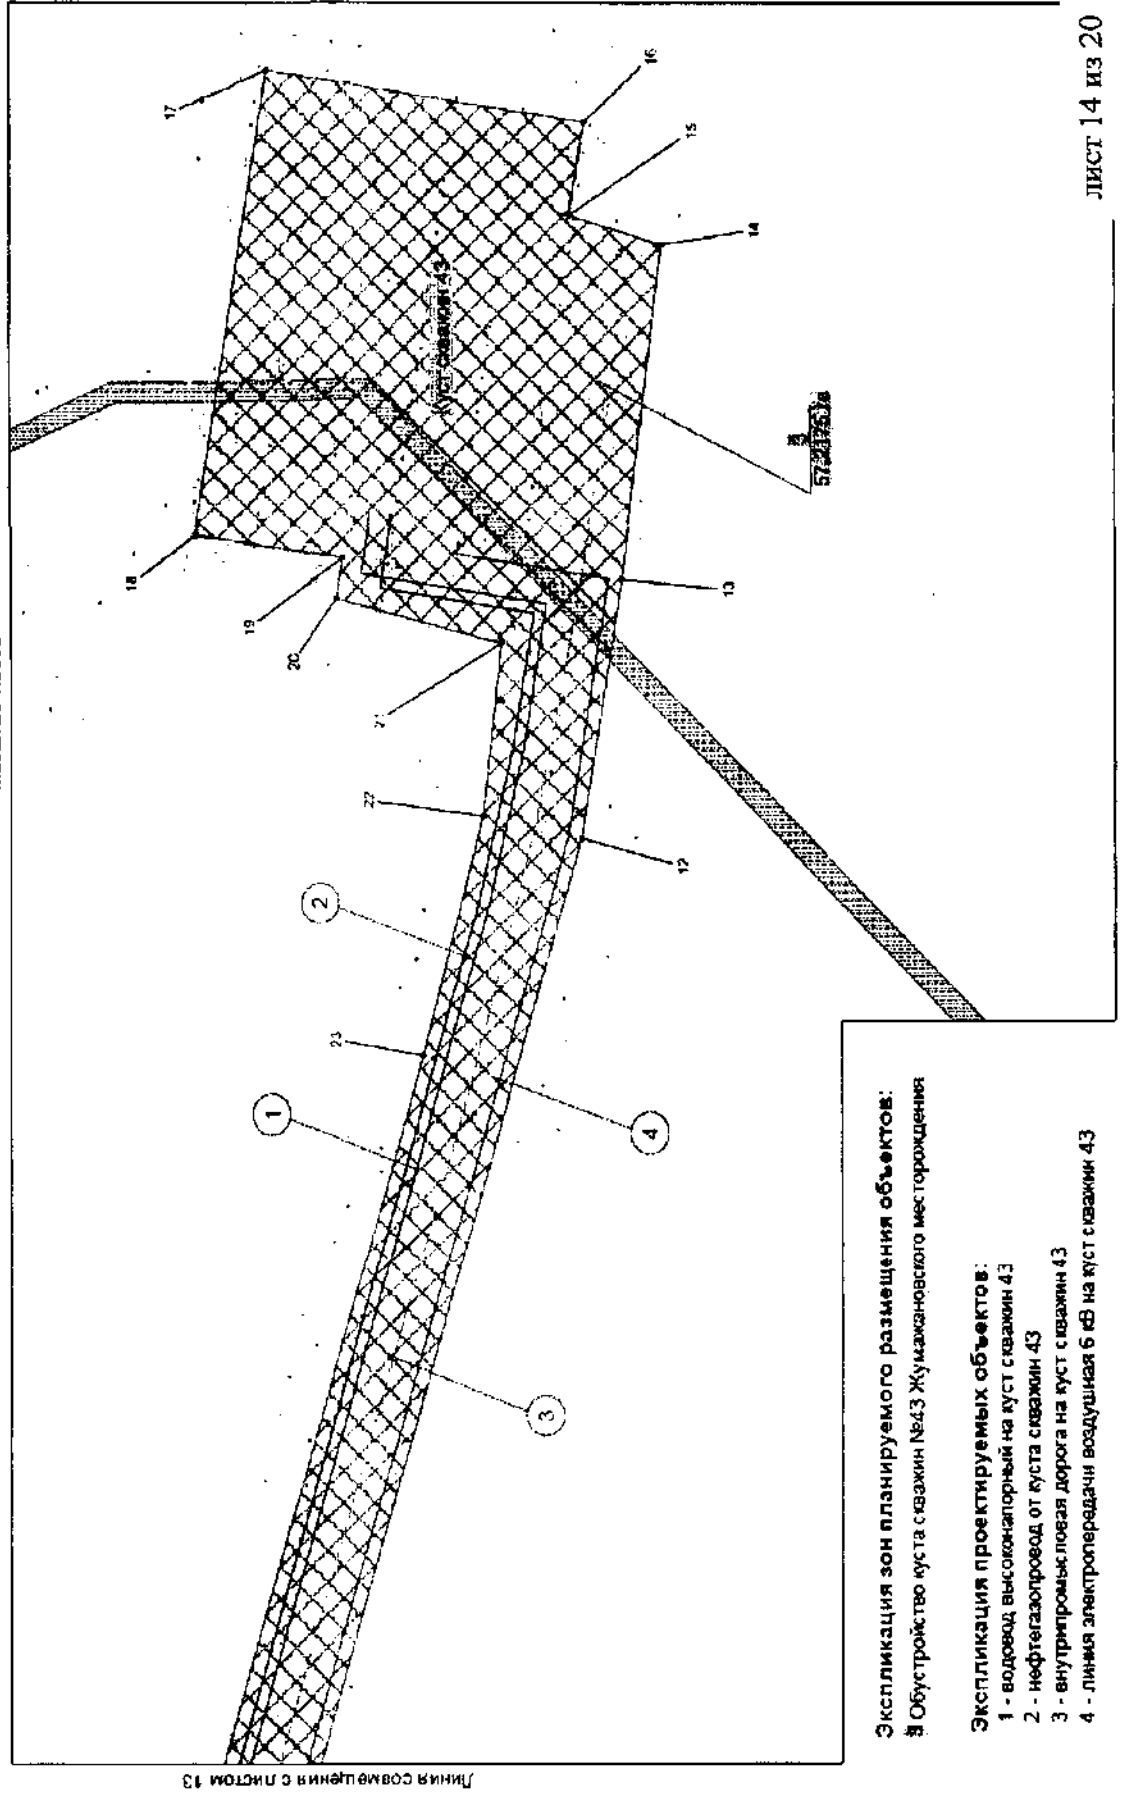 17
16
15
14
Куст скважин 43
18
19
20
21
13
22
12
2
23
1
4
3
Линия совмещения с листом 13
Экспликация зон планируемого размещения объектов:
Обустройство куста скважин №43 Жумажановского месторождения
Экспликация проектируемых объектов:
1 - водовод высоконапорный на куст скважин 43
2 - нефтегазопровод от куста скважин 43
3 - внутрипромысловая дорога на куст скважин 43
4 - линия электропередачи воздушная 6 кВ на куст скважин 43
лист 14 из 20